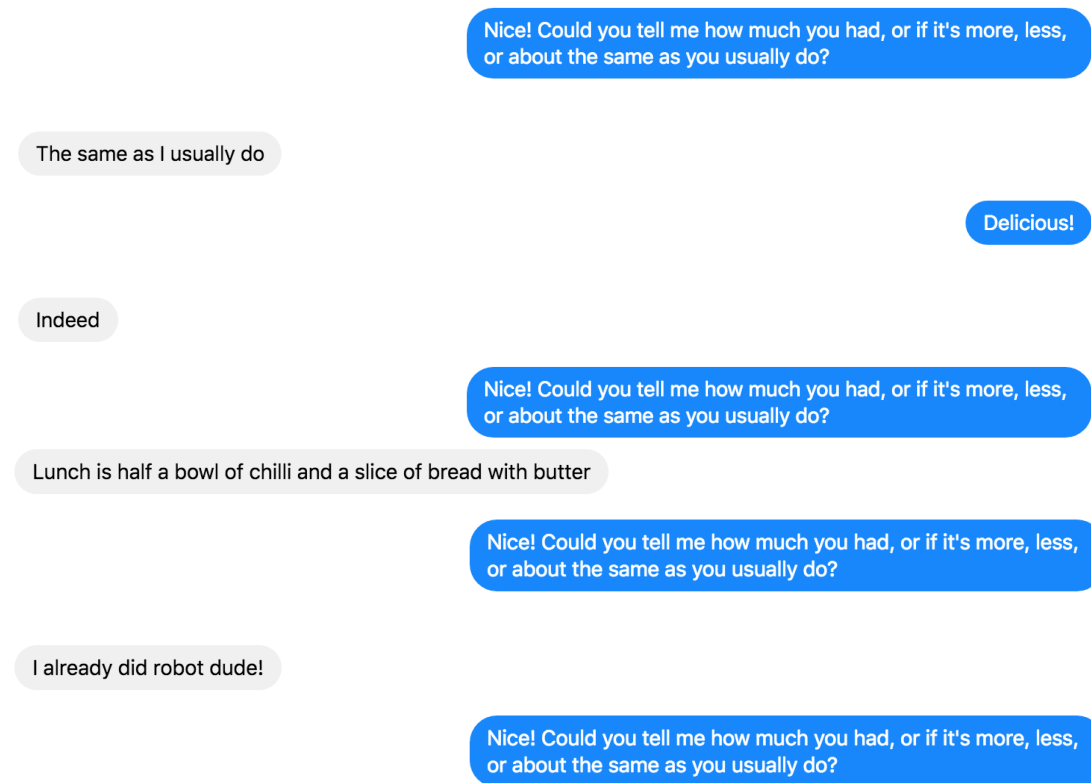 Nice! Could you tell me how much you had, or if it's more, less,
or about the same as you usually do?
The same as I usually do
Delicious!
Indeed
Nice! Could you tell me how much you had, or if it's more, less,
or about the same as you usually do?
Lunch is half a bowl of chilli and a slice of bread with butter
Nice! Could you tell me how much you had, or if it's more, less,
or about the same as you usually do?
I already did robot dude!
Nice! Could you tell me how much you had, or if it's more, less,
or about the same as you usually do?